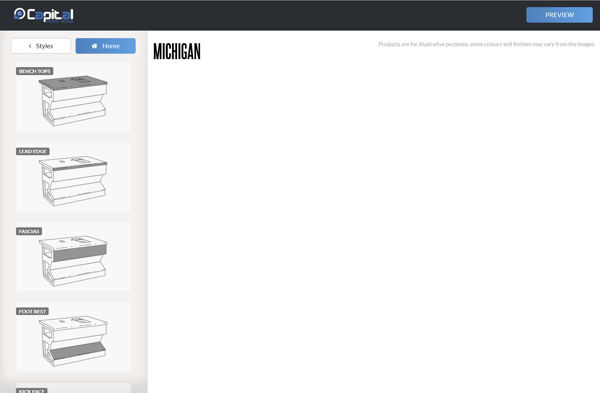 Capital
PREVIEW
Styles
Home
MICHIGAN
Products are for illustrative purposes, some colours and finishes may vary from the images
BENCH TOPS
LEAD EDGE
FASCIAS
FOOT REST
KICK FACE